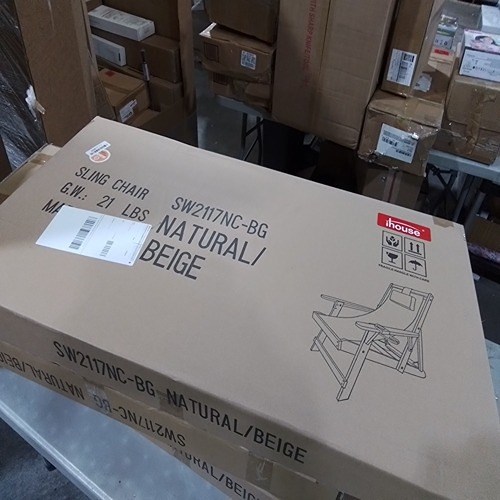 SLING CHAIR
G.W.: 21 LBS
SW2117NC-BG
NATURAL/
BEIGE
ihouse
SW2117NC-BG NATURAL/BEIGE
SW2117NC-BG NATURAL/BEIGE